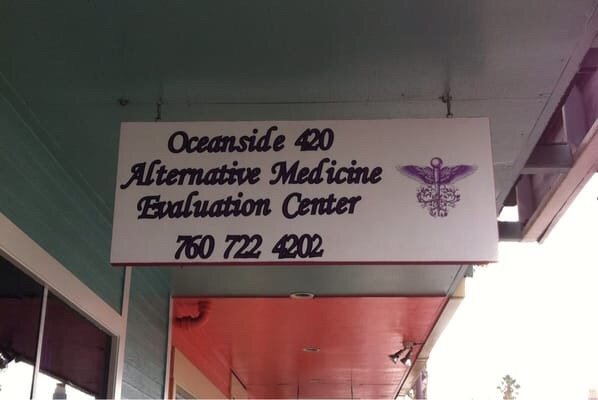 Oceanside 420
Alternative Medicine
Evaluation Center
760 722 4202